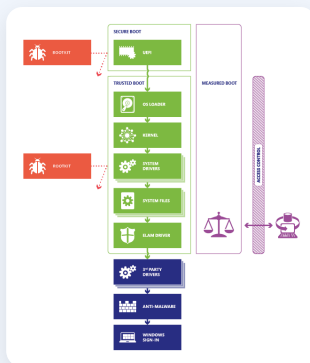 SECURE BOOT
BOOTKIT
UEFI
TRUSTED BOOT
MEASURED BOOT
OS LOADER
KERNEL
ROOTKIT
SYSTEM
DRIVERS
SYSTEM FILES
ELAM DRIVER
ACCESS CONTROL
3RD PARTY
DRIVERS
ANTI-MALWARE
WINDOWS
SIGN-IN